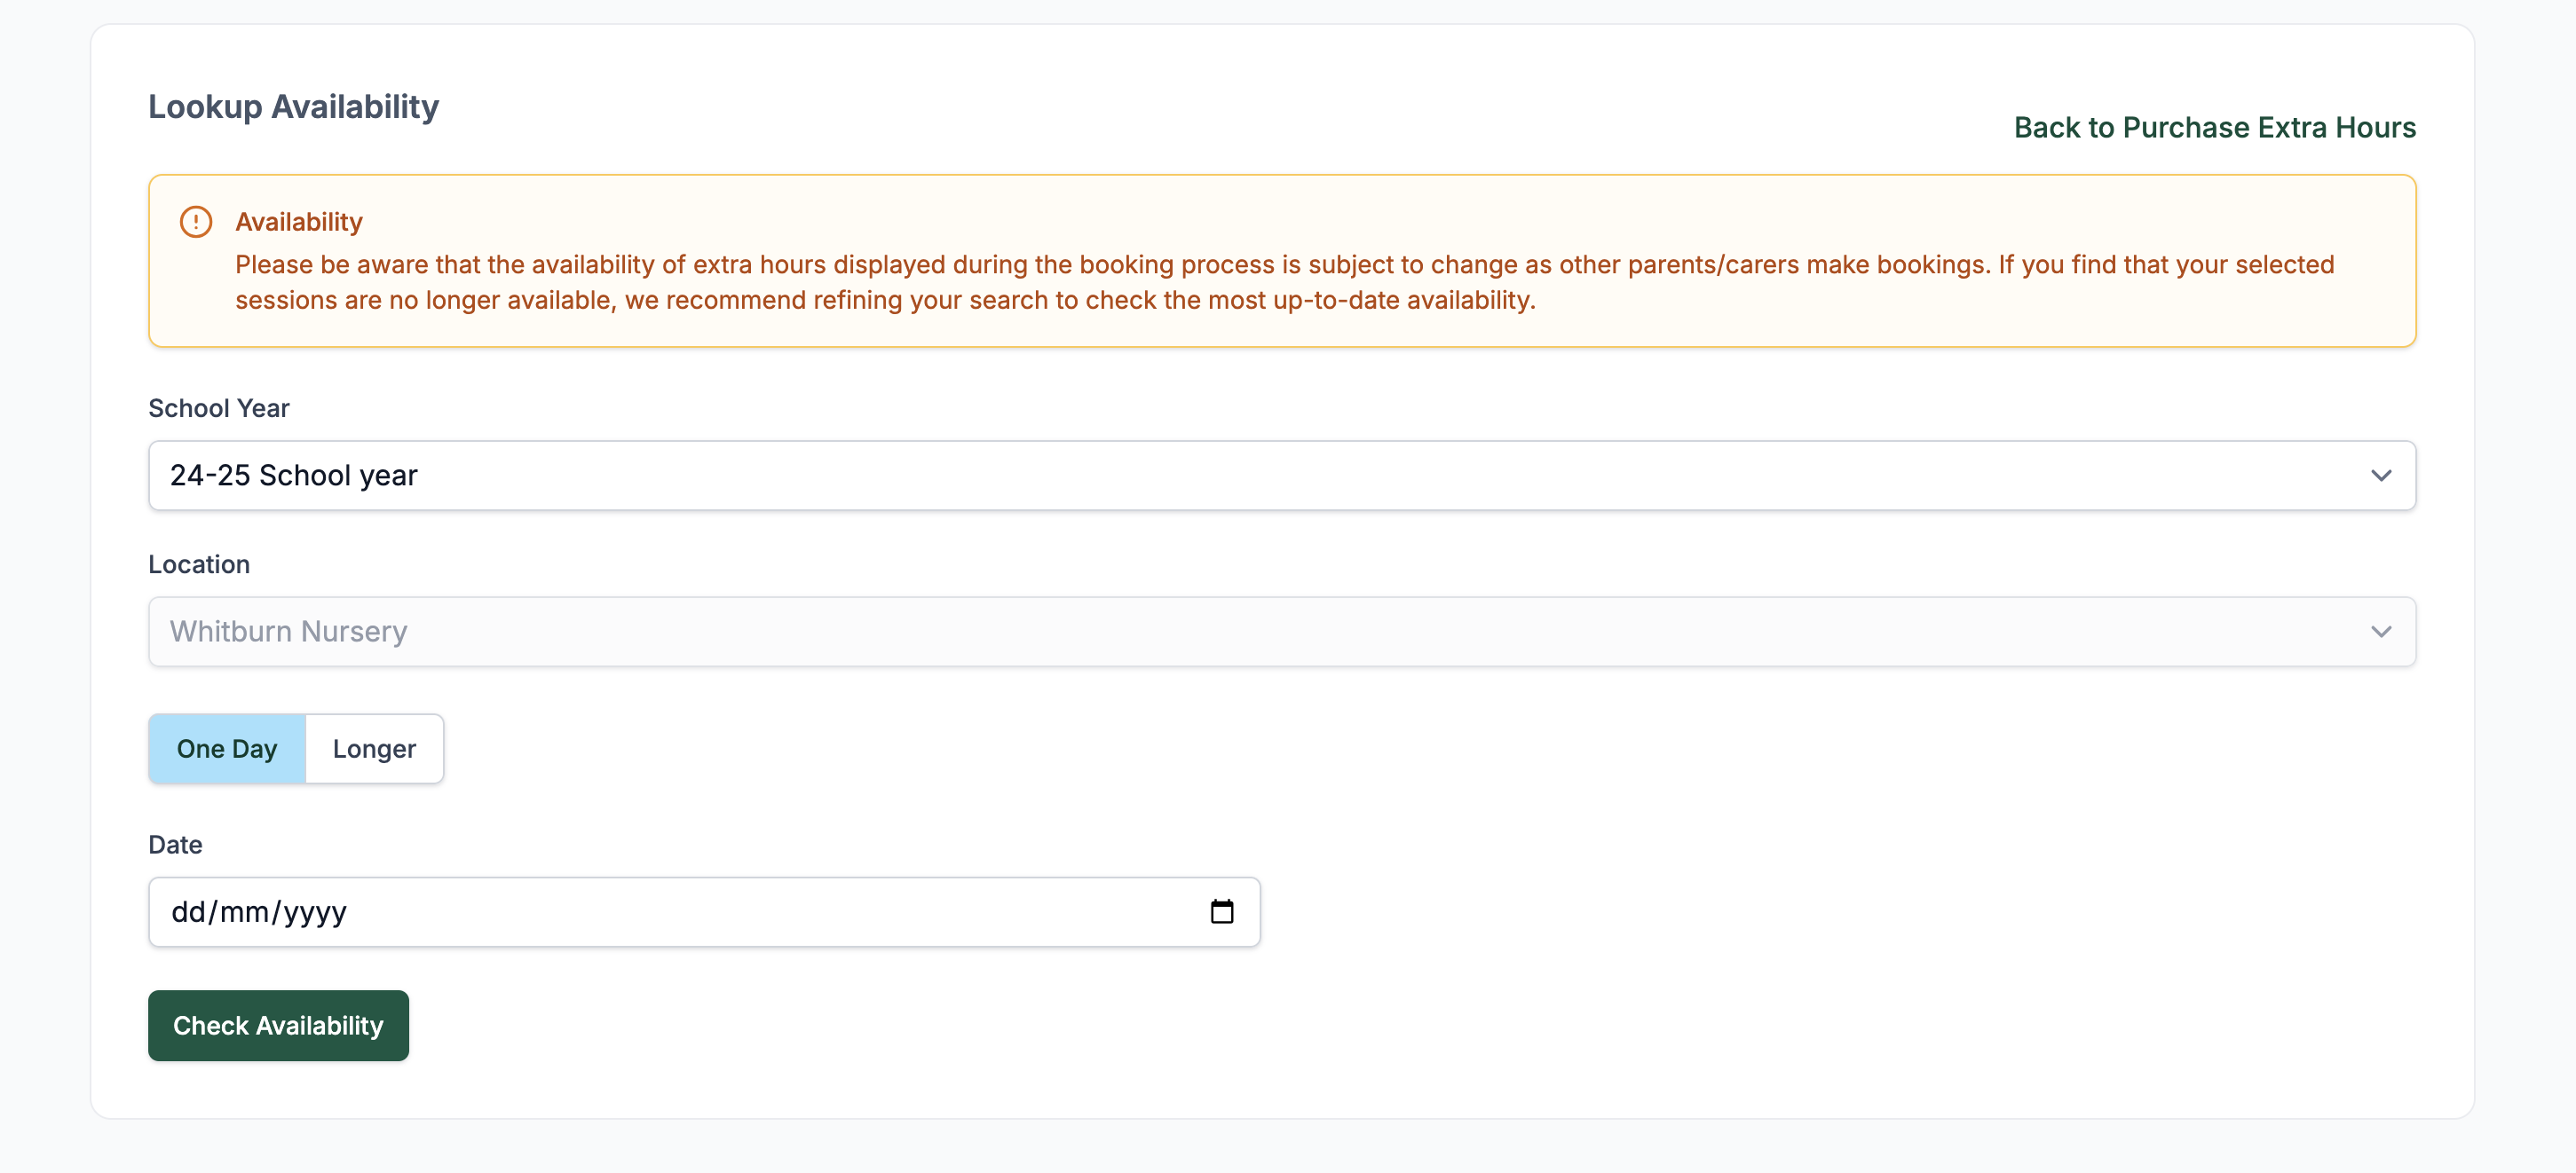 Lookup Availability
Back to Purchase Extra Hours
Availability
Please be aware that the availability of extra hours displayed during the booking process is subject to change as other parents/carers make bookings. If you find that your selected
sessions are no longer available, we recommend refining your search to check the most up-to-date availability.
School Year
24-25 School year
Location
Whitburn Nursery
One Day
Longer
Date
dd/mm/yyyy
Check Availability